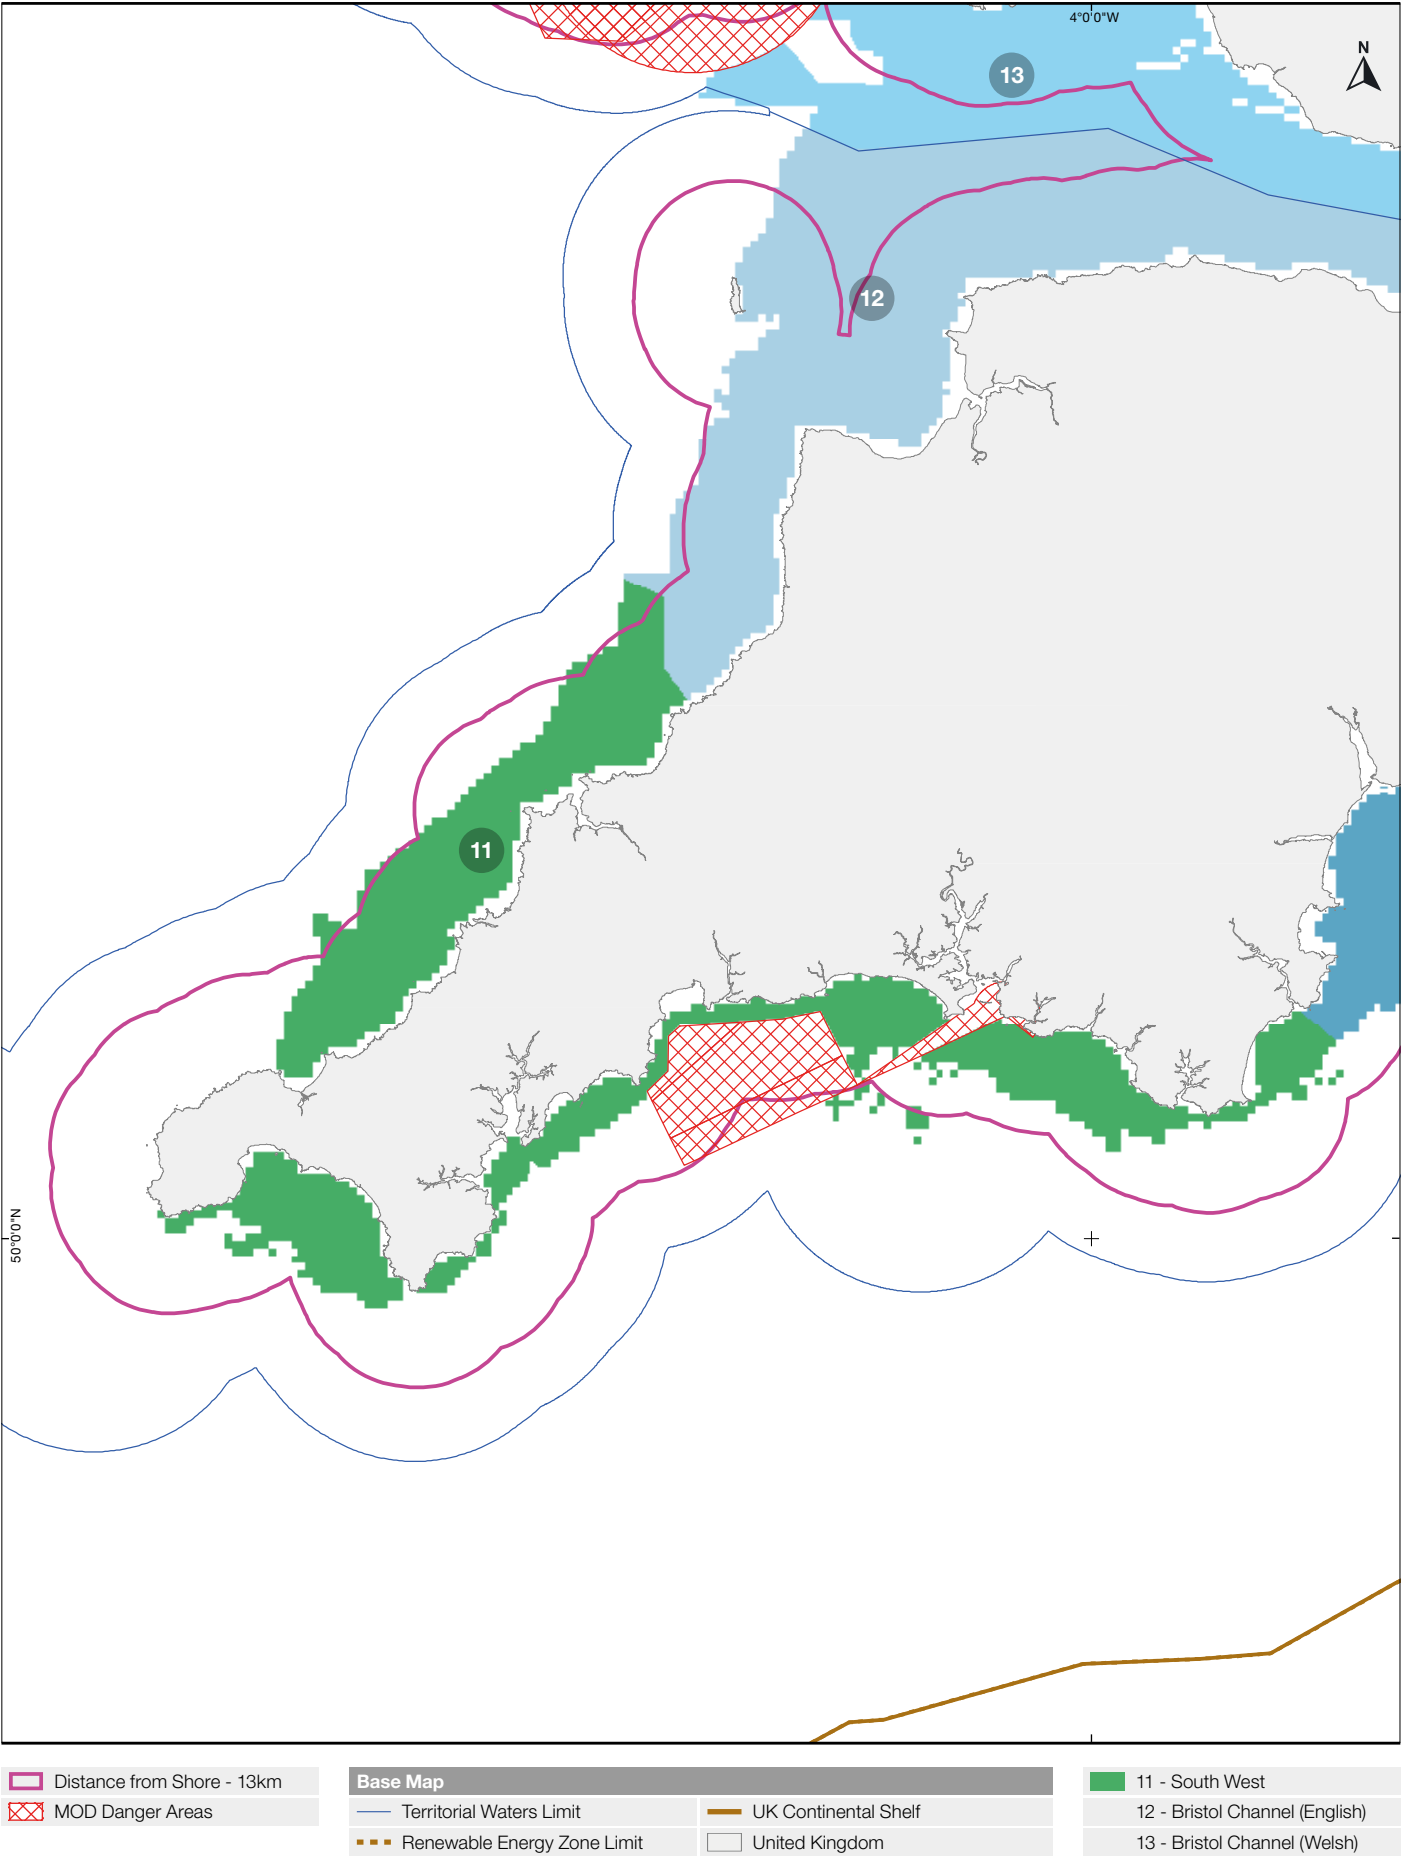 4°0'0"W
N
13
12
11
50°0'0"N
Distance from Shore - 13km
MOD Danger Areas
Base Map
Territorial Waters Limit
UK Continental Shelf
Renewable Energy Zone Limit
United Kingdom
11 - South West
12 - Bristol Channel (English)
13 - Bristol Channel (Welsh)